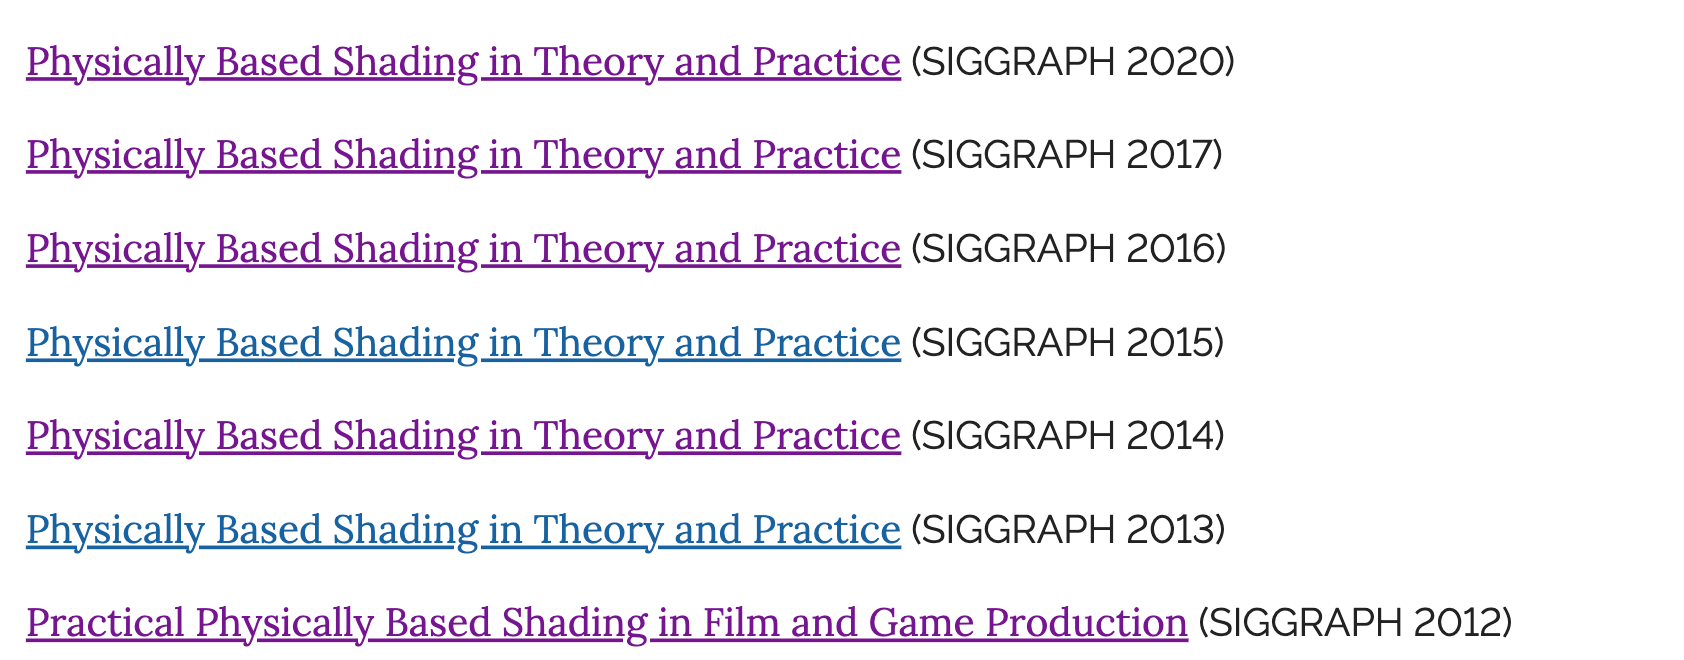 Physically Based Shading in Theory and Practice (SIGGRAPH 2020)
Physically Based Shading in Theory and Practice (SIGGRAPH 2017)
Physically Based Shading in Theory and Practice (SIGGRAPH 2016)
Physically Based Shading in Theory and Practice (SIGGRAPH 2015)
Physically Based Shading in Theory and Practice (SIGGRAPH 2014)
Physically Based Shading in Theory and Practice (SIGGRAPH 2013)
Practical Physically Based Shading in Film and Game Production (SIGGRAPH 2012)